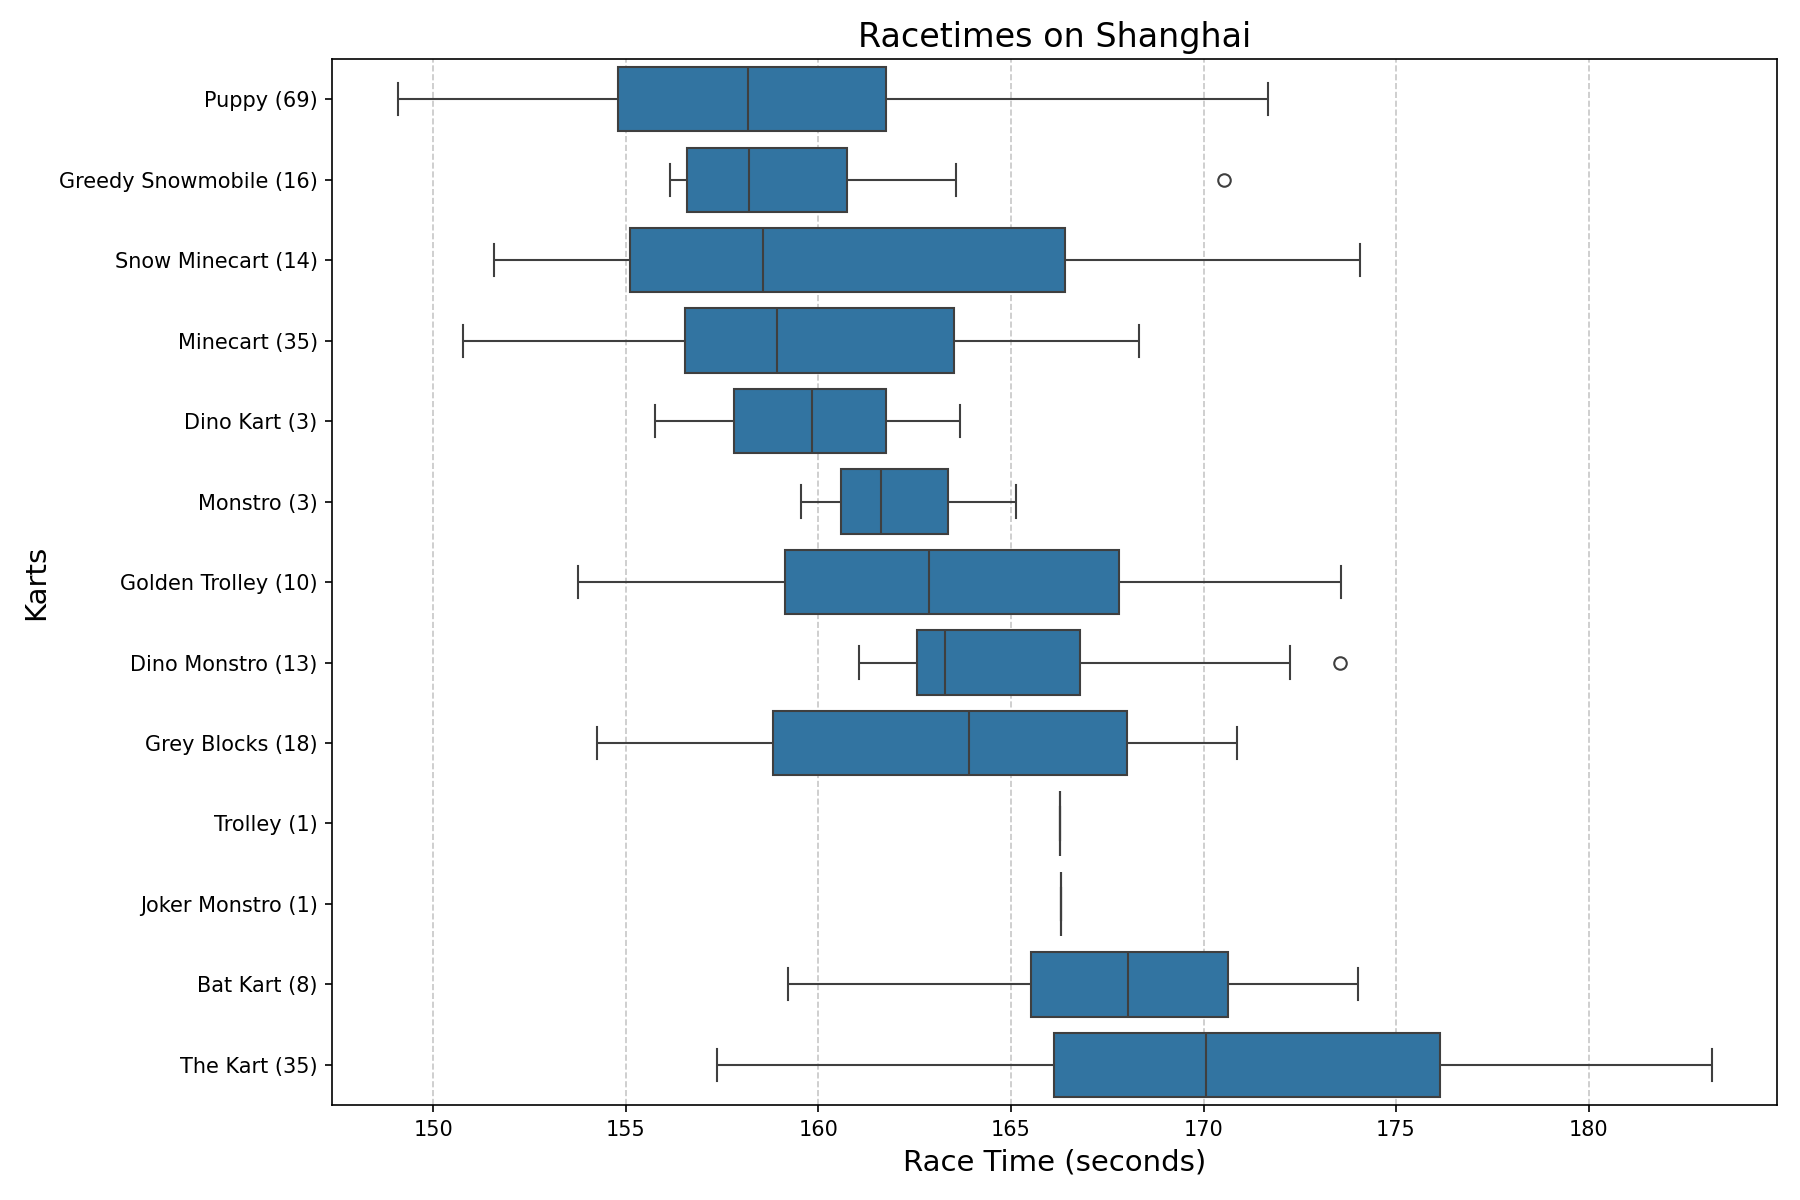 Racetimes on Shanghai
Karts
Puppy (69)
Greedy Snowmobile (16)
Snow Minecart (14)
Minecart (35)
Dino Kart (3)
Monstro (3)
Golden Trolley (10)
Dino Monstro (13)
Grey Blocks (18)
Trolley (1)
Joker Monstro (1)
Bat Kart (8)
The Kart (35)
150 155 160 165 170 175 180
Race Time (seconds)